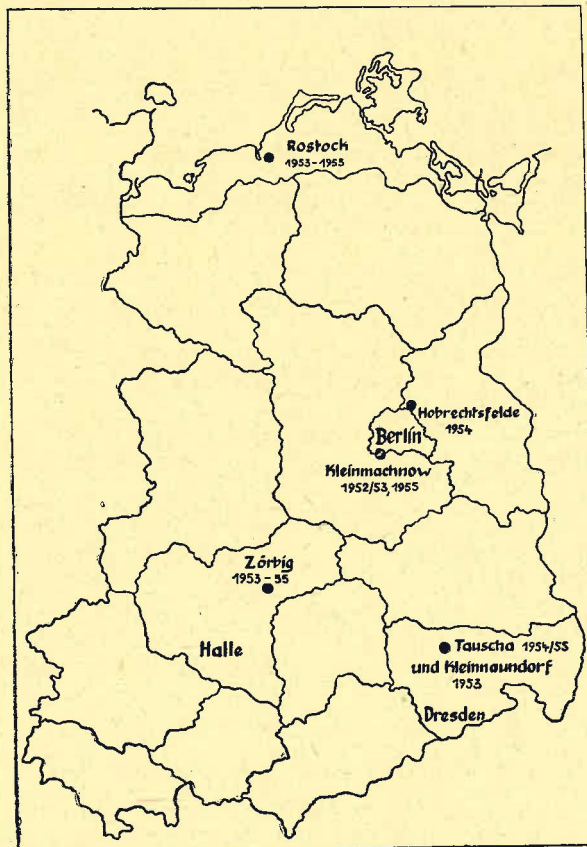 Rostock
1953-1955
Hobrechtsfelde
1954
Berlin
Kleinmachnow
1952/53, 1955
Zörbig
1953-55
Halle
Tauscha 1954/55
und Kleinnaundorf
1953
Dresden